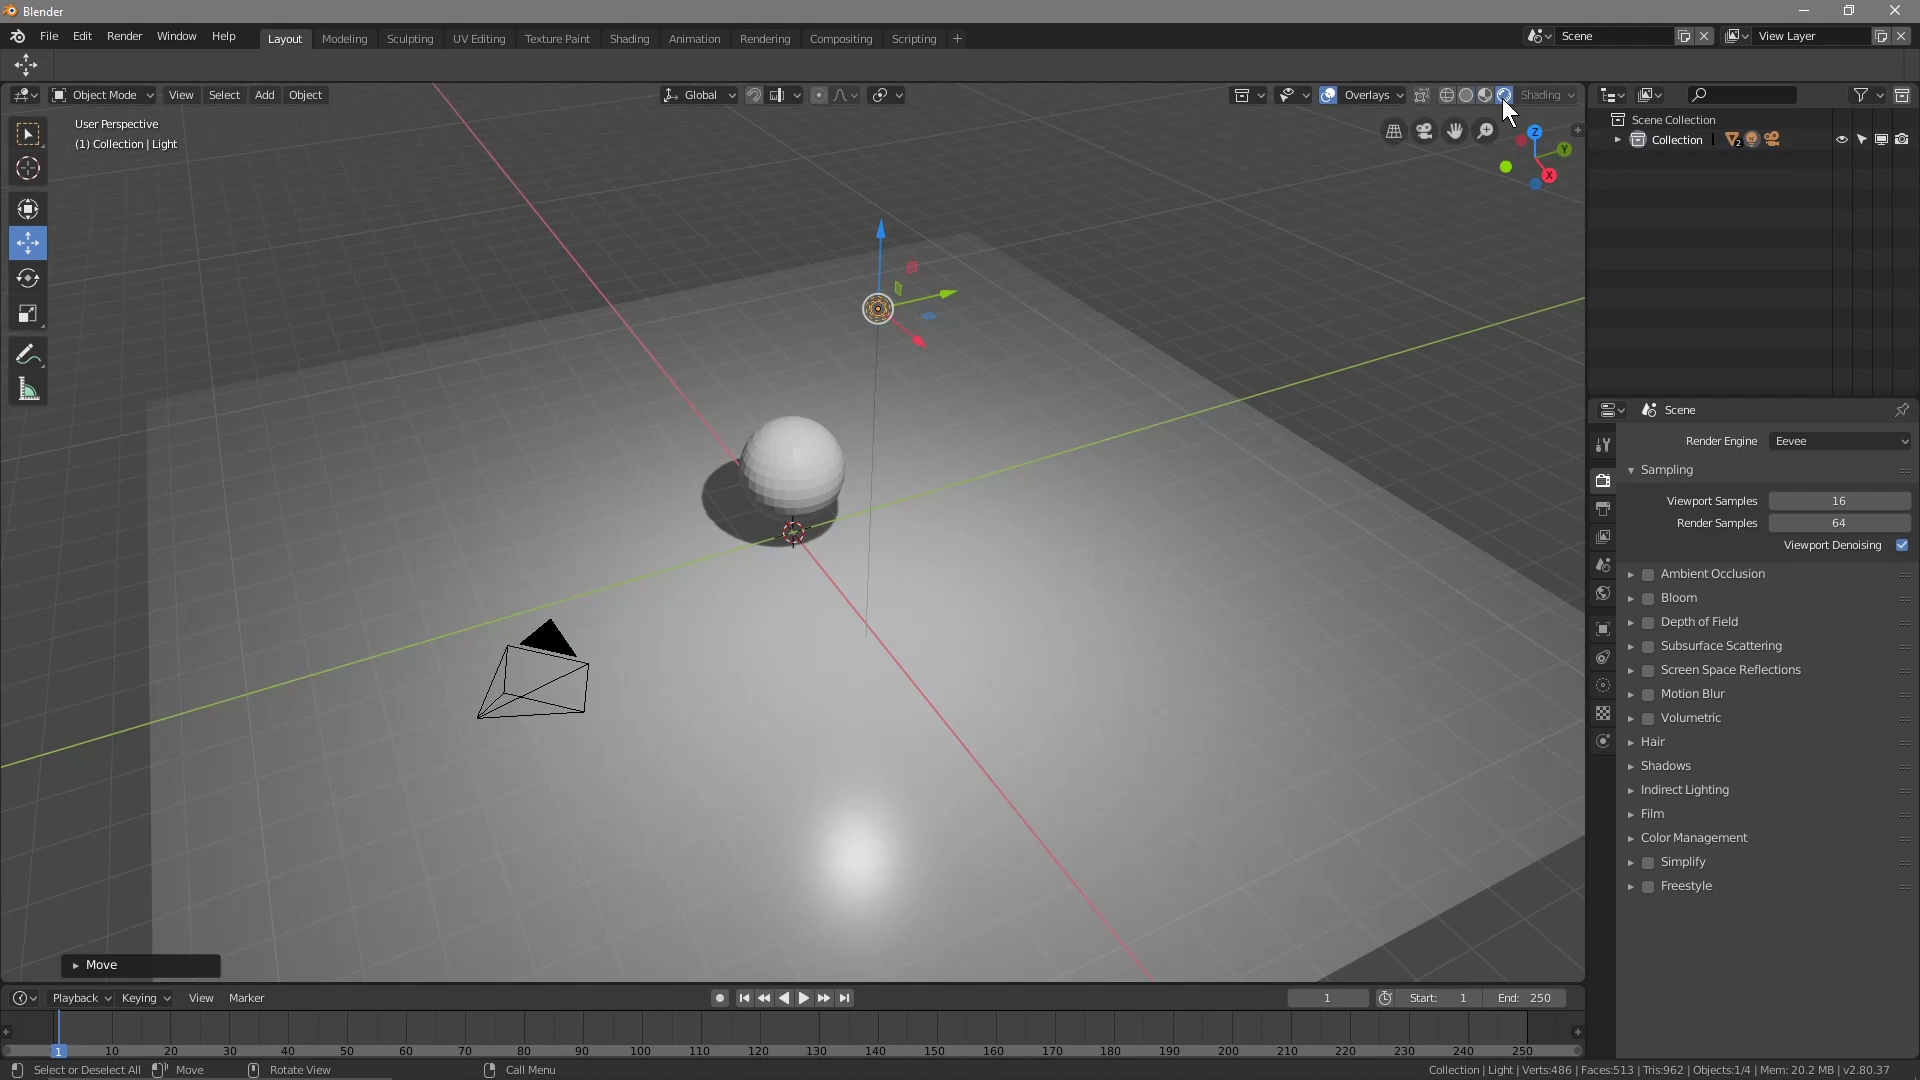 Blender
File Edit Render Window Help Layout Modeling Sculpting UV Editing Texture Paint Shading Animation Rendering Compositing Scripting + Scene View Layer
Object Mode View Select Add Object Global Overlays Shading
User Perspective
(1) Collection | Light
Z
Y
X
Scene Collection
Collection 2
Scene
Render Engine Eevee
Sampling
Viewport Samples 16
Render Samples 64
Viewport Denoising
Ambient Occlusion
Bloom
Depth of Field
Subsurface Scattering
Screen Space Reflections
Motion Blur
Volumetric
Hair
Shadows
Indirect Lighting
Film
Color Management
Simplify
Freestyle
Move
Playback Keying View Marker 1 Start: 1 End: 250
1 10 20 30 40 50 60 70 80 90 100 110 120 130 140 150 160 170 180 190 200 210 220 230 240 250
Select or Deselect All Move Rotate View Call Menu Collection | Light | Verts:486 | Faces:513 | Tris:962 | Objects:1/4 | Mem: 20.2 MB | v2.80.37